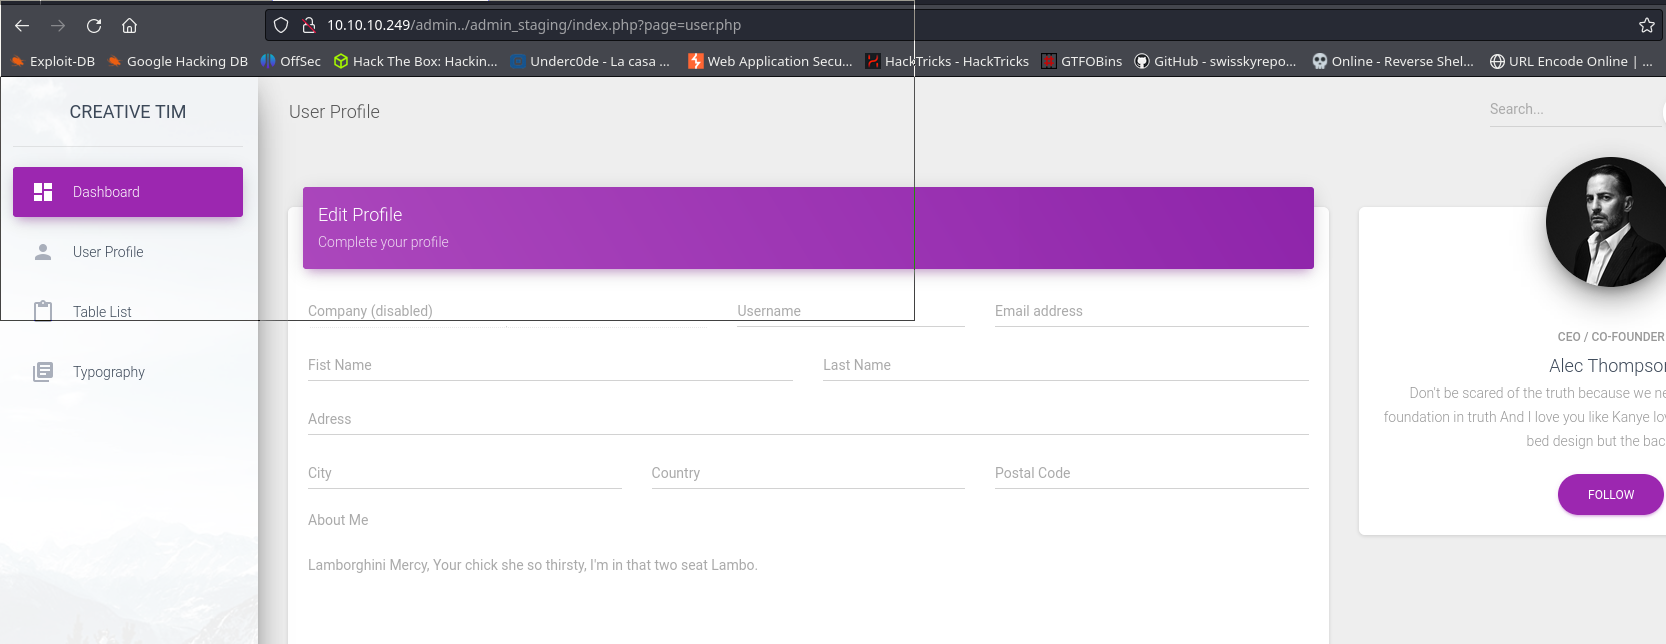 10.10.10.249/admin../admin_staging/index.php?page=user.php
Exploit-DB Google Hacking DB OffSec Hack The Box: Hackin... Underc0de - La casa ... Web Application Secu... HackTricks - HackTricks GTFOBins GitHub - swisskyrepo... Online - Reverse Shel... URL Encode Online | ...
CREATIVE TIM
User Profile
Search...
Dashboard
User Profile
Table List
Typography
Edit Profile
Complete your profile
Company (disabled) Username Email address
Fist Name Last Name
Adress
City Country Postal Code
About Me
Lamborghini Mercy, Your chick she so thirsty, I'm in that two seat Lambo.
CEO / CO-FOUNDER
Alec Thompson
Don't be scared of the truth because we
foundation in truth And I love you like Kanye
bed design but the
FOLLOW